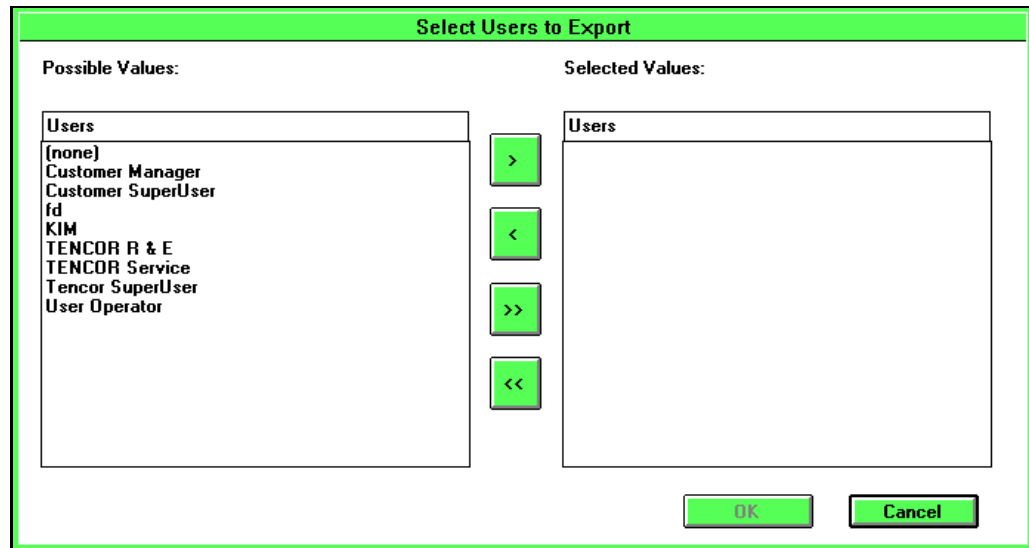 Select Users to Export
Possible Values:
Selected Values:
Users
Users
(none)
Customer Manager
Customer SuperUser
fd
KIM
TENCOR R & E
TENCOR Service
Tencor SuperUser
User Operator
>
<
>>
<<
OK
Cancel